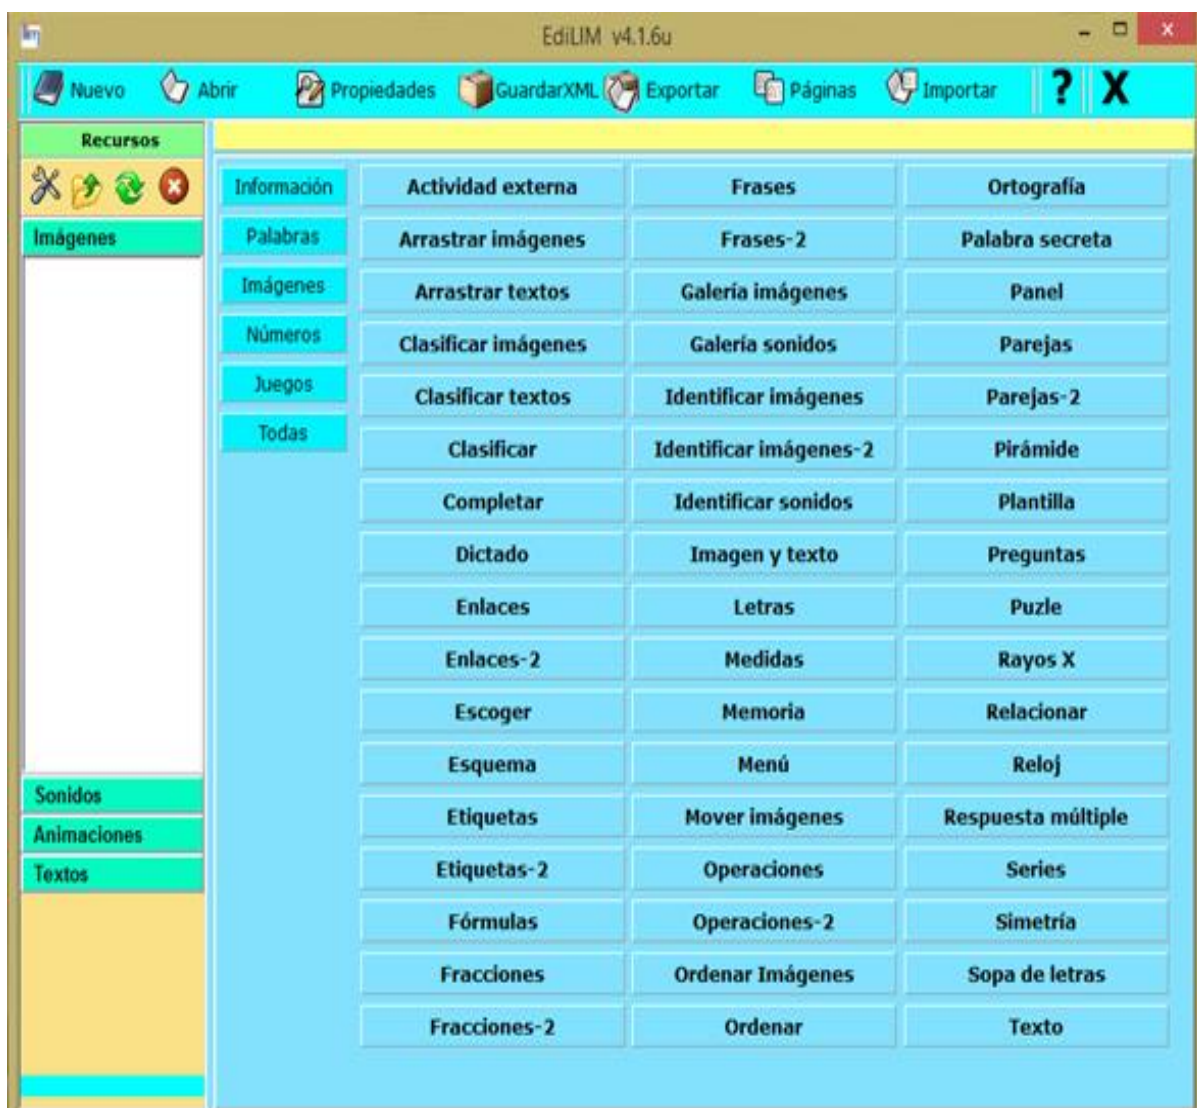 EdiLIM v4.1.6u
Nuevo Abrir Propiedades GuardarXML Exportar Páginas Importar ? X
Recursos
Imágenes
Sonidos
Animaciones
Textos
Información
Palabras
Imágenes
Números
Juegos
Todas
Actividad externa Frases Ortografía
Arrastrar imágenes Frases-2 Palabra secreta
Arrastrar textos Galería imágenes Panel
Clasificar imágenes Galería sonidos Parejas
Clasificar textos Identificar imágenes Parejas-2
Clasificar Identificar imágenes-2 Pirámide
Completar Identificar sonidos Plantilla
Dictado Imagen y texto Preguntas
Enlaces Letras Puzle
Enlaces-2 Medidas Rayos X
Escoger Memoria Relacionar
Esquema Menú Reloj
Etiquetas Mover imágenes Respuesta múltiple
Etiquetas-2 Operaciones Series
Fórmulas Operaciones-2 Simetría
Fracciones Ordenar Imágenes Sopa de letras
Fracciones-2 Ordenar Texto